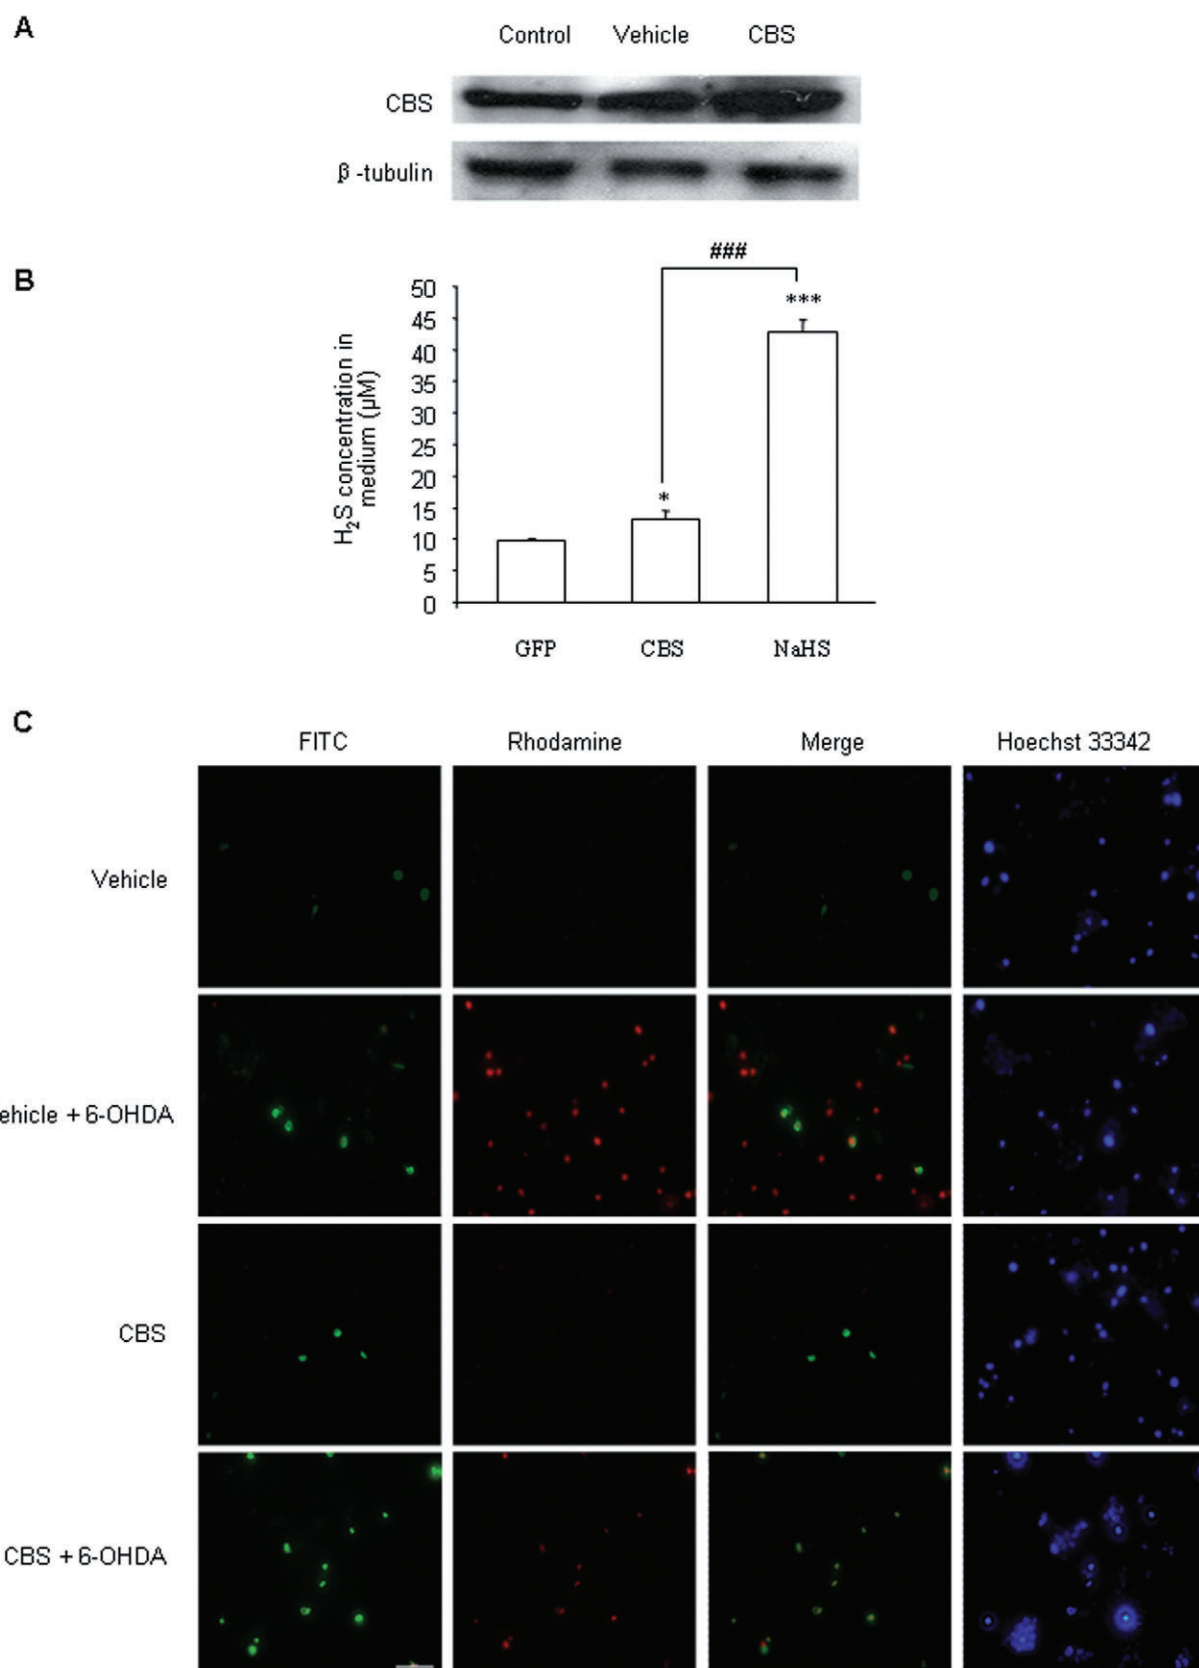 A
Control Vehicle CBS
CBS
β-tubulin
B
###
***
*
H₂S concentration in
medium (µM)
50
45
40
35
30
25
20
15
10
5
0
GFP CBS NaHS
C
FITC Rhodamine Merge Hoechst 33342
Vehicle
ehicle + 6-OHDA
CBS
CBS + 6-OHDA